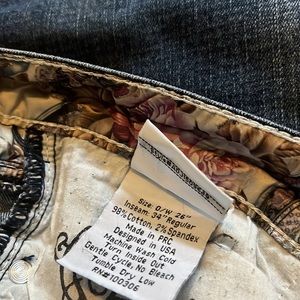 Size: 0/W 26"
Inseam: 34" Regular
98% Cotton, 2% Spandex
Made in PRC
Designed in USA
Machine Wash Cold
Turn Inside Out
Gentle Cycle, No Bleach
Tumble Dry Low
RN#100306